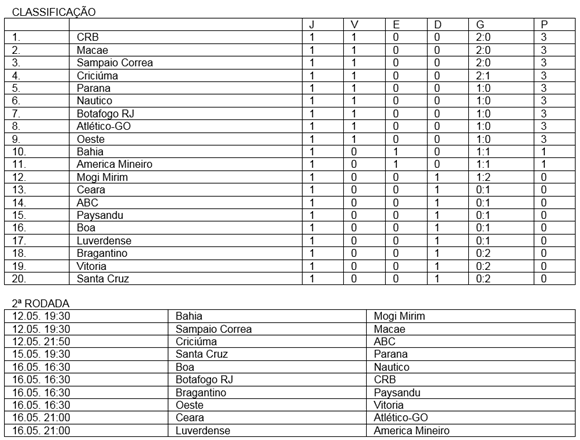 CLASSIFICAÇÃO
J V E D G P
1. CRB 1 1 0 0 2:0 3
2. Macae 1 1 0 0 2:0 3
3. Sampaio Correa 1 1 0 0 2:0 3
4. Criciúma 1 1 0 0 2:1 3
5. Parana 1 1 0 0 1:0 3
6. Nautico 1 1 0 0 1:0 3
7. Botafogo RJ 1 1 0 0 1:0 3
8. Atlético-GO 1 1 0 0 1:0 3
9. Oeste 1 1 0 0 1:0 3
10. Bahia 1 0 1 0 1:1 1
11. America Mineiro 1 0 1 0 1:1 1
12. Mogi Mirim 1 0 0 1 1:2 0
13. Ceara 1 0 0 1 0:1 0
14. ABC 1 0 0 1 0:1 0
15. Paysandu 1 0 0 1 0:1 0
16. Boa 1 0 0 1 0:1 0
17. Luverdense 1 0 0 1 0:1 0
18. Bragantino 1 0 0 1 0:2 0
19. Vitoria 1 0 0 1 0:2 0
20. Santa Cruz 1 0 0 1 0:2 0
2ª RODADA
12.05. 19:30 Bahia Mogi Mirim
12.05. 19:30 Sampaio Correa Macae
12.05. 21:50 Criciúma ABC
15.05. 19:30 Santa Cruz Parana
16.05. 16:30 Boa Nautico
16.05. 16:30 Botafogo RJ CRB
16.05. 16:30 Bragantino Paysandu
16.05. 16:30 Oeste Vitoria
16.05. 21:00 Ceara Atlético-GO
16.05. 21:00 Luverdense America Mineiro